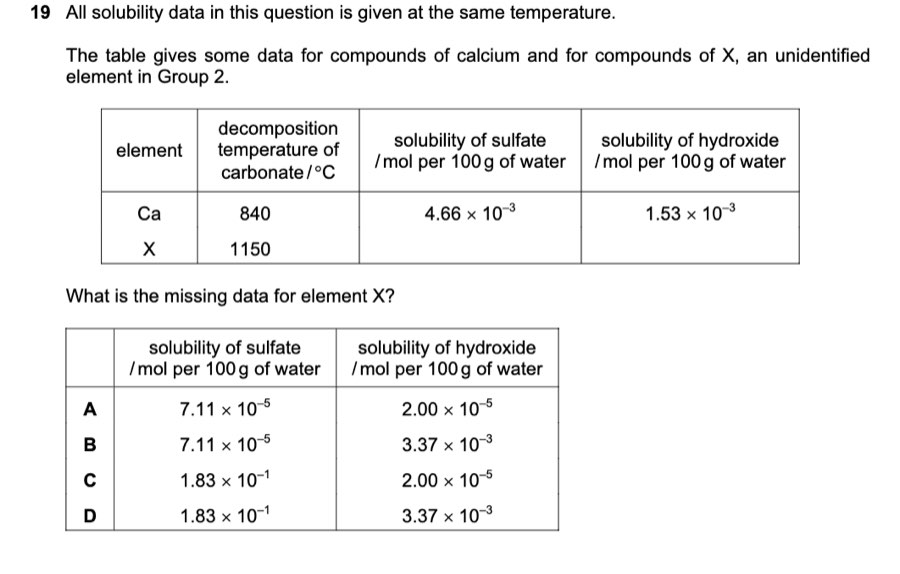 19 All solubility data in this question is given at the same temperature.
The table gives some data for compounds of calcium and for compounds of X, an unidentified
element in Group 2.
element
decomposition
temperature of
carbonate / °C
solubility of sulfate
/ mol per 100 g of water
solubility of hydroxide
/ mol per 100 g of water
Ca 840 4.66 × 10⁻³ 1.53 × 10⁻³
X 1150
What is the missing data for element X?
solubility of sulfate
/ mol per 100 g of water
solubility of hydroxide
/ mol per 100 g of water
A 7.11 × 10⁻⁵ 2.00 × 10⁻⁵
B 7.11 × 10⁻⁵ 3.37 × 10⁻³
C 1.83 × 10⁻¹ 2.00 × 10⁻⁵
D 1.83 × 10⁻¹ 3.37 × 10⁻³